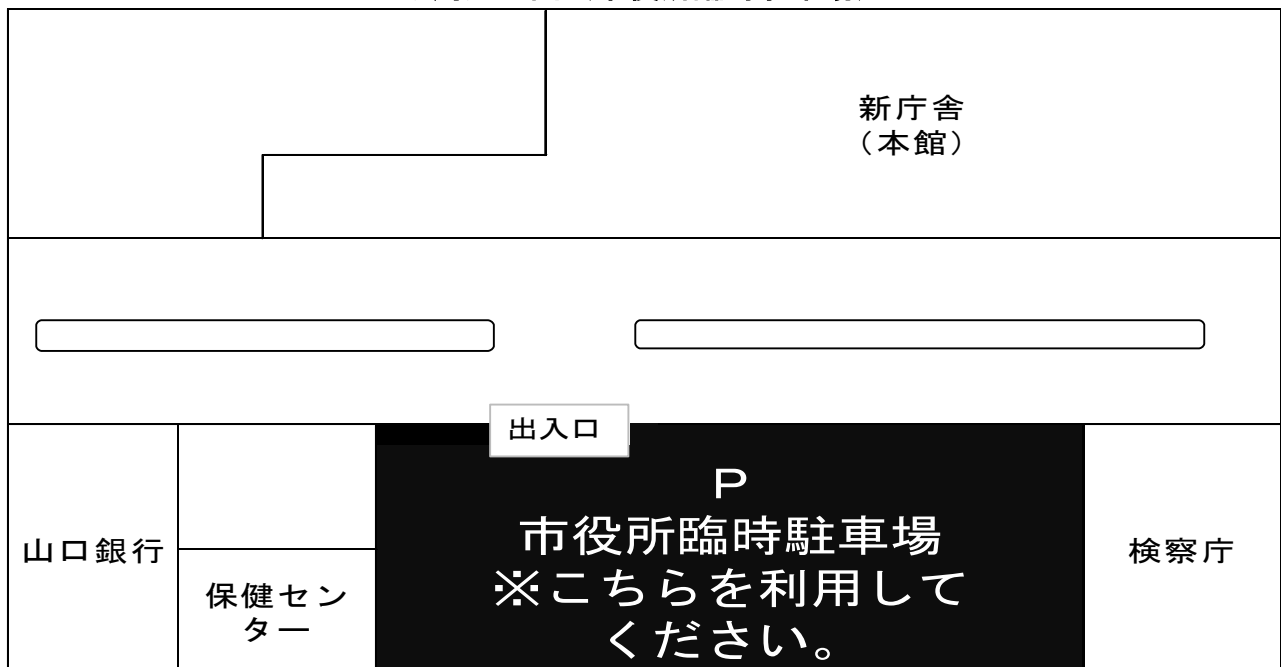 新庁舎
（本館）
出入口
P
市役所臨時駐車場
※こちらを利用して
ください。
山口銀行
保健セン
ター
検察庁